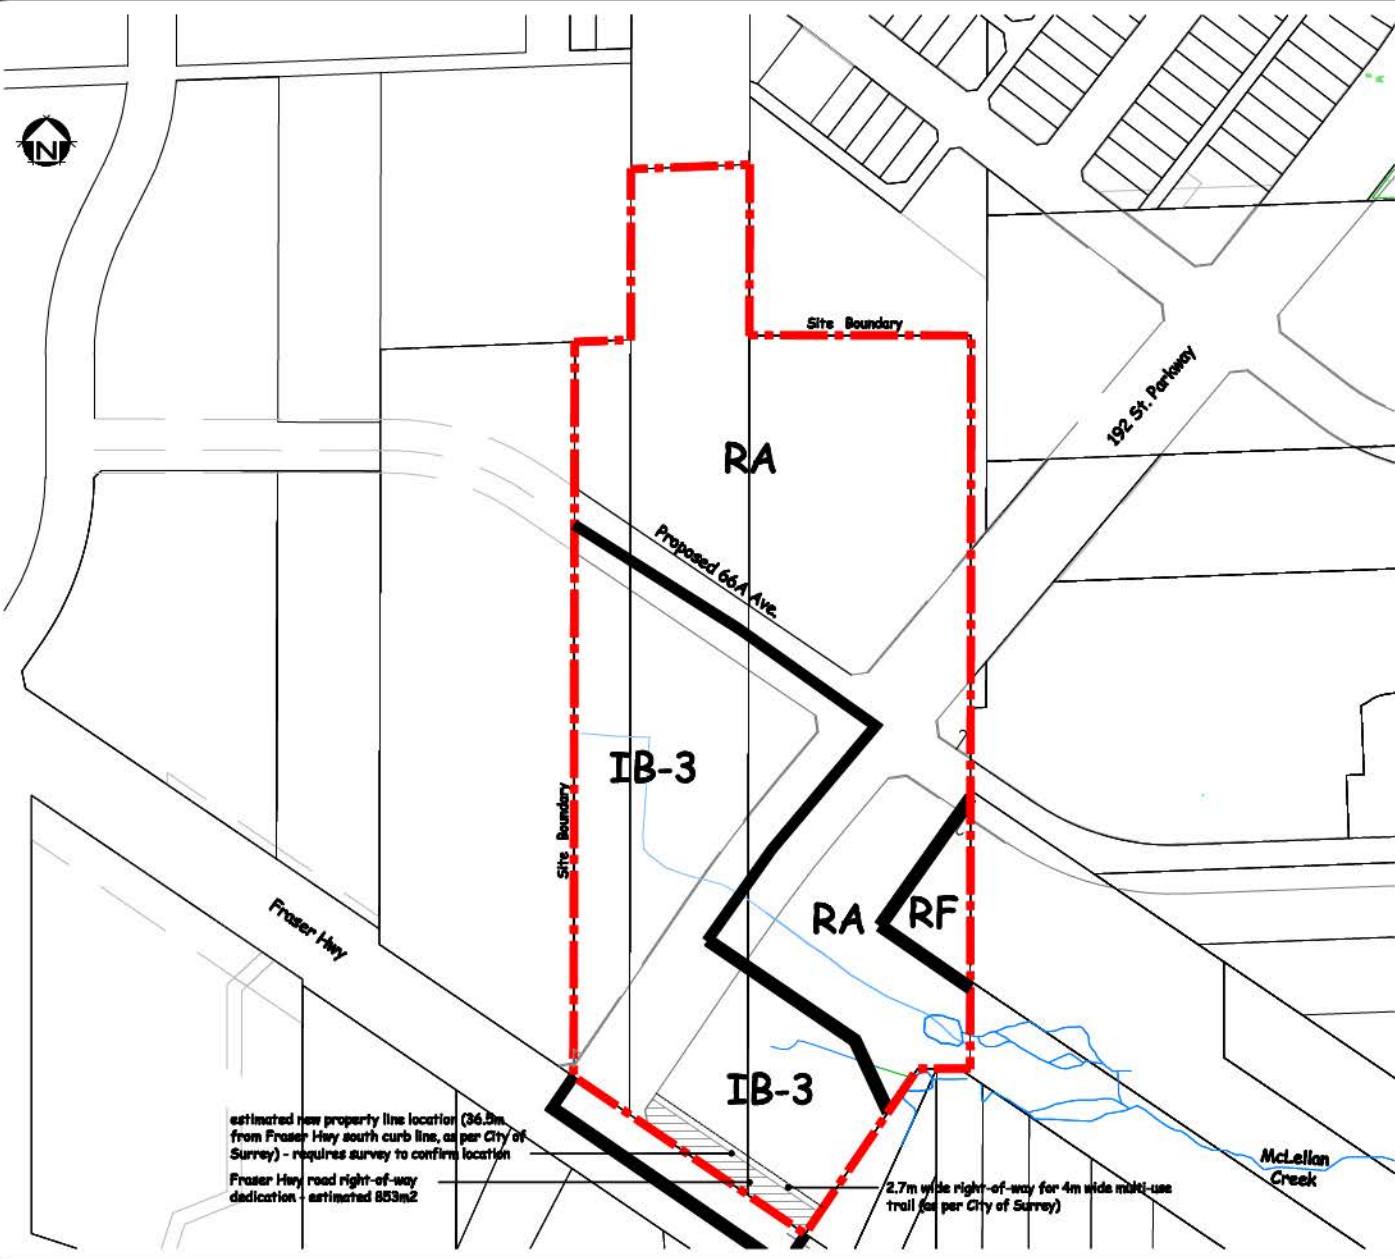 N
Site Boundary
192 St. Parkway
RA
Proposed 66A Ave.
IB-3
Site Boundary
RA
RF
Fraser Hwy
IB-3
estimated new property line location (36.5m
from Fraser Hwy south curb line, as per City of
Surrey) - requires survey to confirm location
Fraser Hwy road right-of-way
dedication - estimated 853m2
2.7m wide right-of-way for 4m wide multi-use
trail (as per City of Surrey)
McLellan
Creek